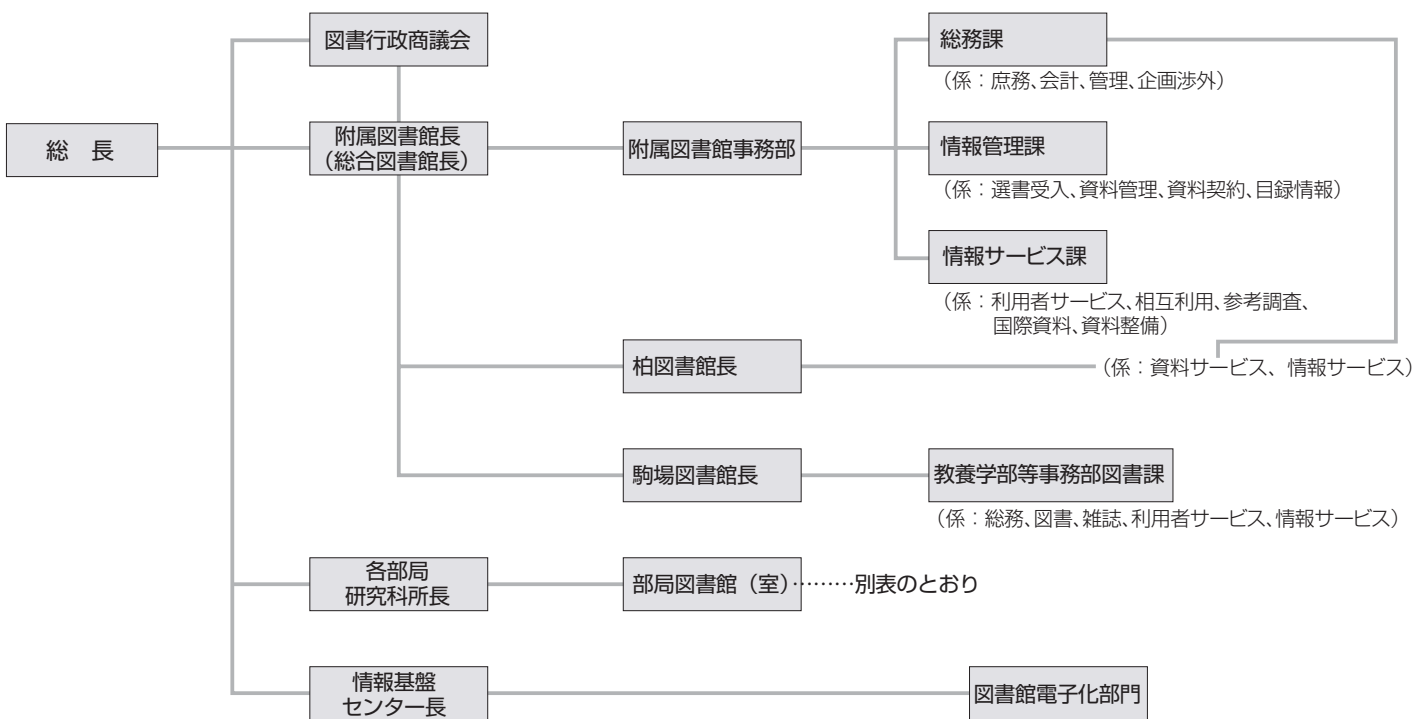 図書行政商議会
総務課
（係：庶務、会計、管理、企画渉外）
総　長
附属図書館長
（総合図書館長）
附属図書館事務部
情報管理課
（係：選書受入、資料管理、資料契約、目録情報）
情報サービス課
（係：利用者サービス、相互利用、参考調査、
国際資料、資料整備）
柏図書館長
（係：資料サービス、情報サービス）
駒場図書館長
教養学部等事務部図書課
（係：総務、図書、雑誌、利用者サービス、情報サービス）
各部局
研究科所長
部局図書館（室）………別表のとおり
情報基盤
センター長
図書館電子化部門